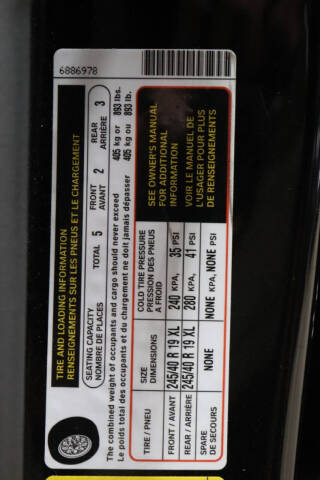 6886978
TIRE AND LOADING INFORMATION
RENSEIGNEMENTS SUR LES PNEUS ET LE CHARGEMENT
SEATING CAPACITY
NOMBRE DE PLACES
TOTAL 5
FRONT
AVANT 2
REAR
ARRIÈRE 3
The combined weight of occupants and cargo should never exceed 405 kg or 893 lbs.
Le poids total des occupants et du chargement ne doit jamais dépasser 405 kg ou 893 lb.
TIRE / PNEU
SIZE
DIMENSIONS
COLD TIRE PRESSURE
PRESSION DES PNEUS
A FROID
FRONT / AVANT 245/40 R 19 XL 240 KPA, 35 PSI
REAR / ARRIÈRE 245/40 R 19 XL 280 KPA, 41 PSI
SPARE
DE SECOURS
NONE NONE KPA, NONE PSI
SEE OWNER'S MANUAL
FOR ADDITIONAL
INFORMATION
VOIR LE MANUEL DE
L'USAGER POUR PLUS
DE RENSEIGNEMENTS